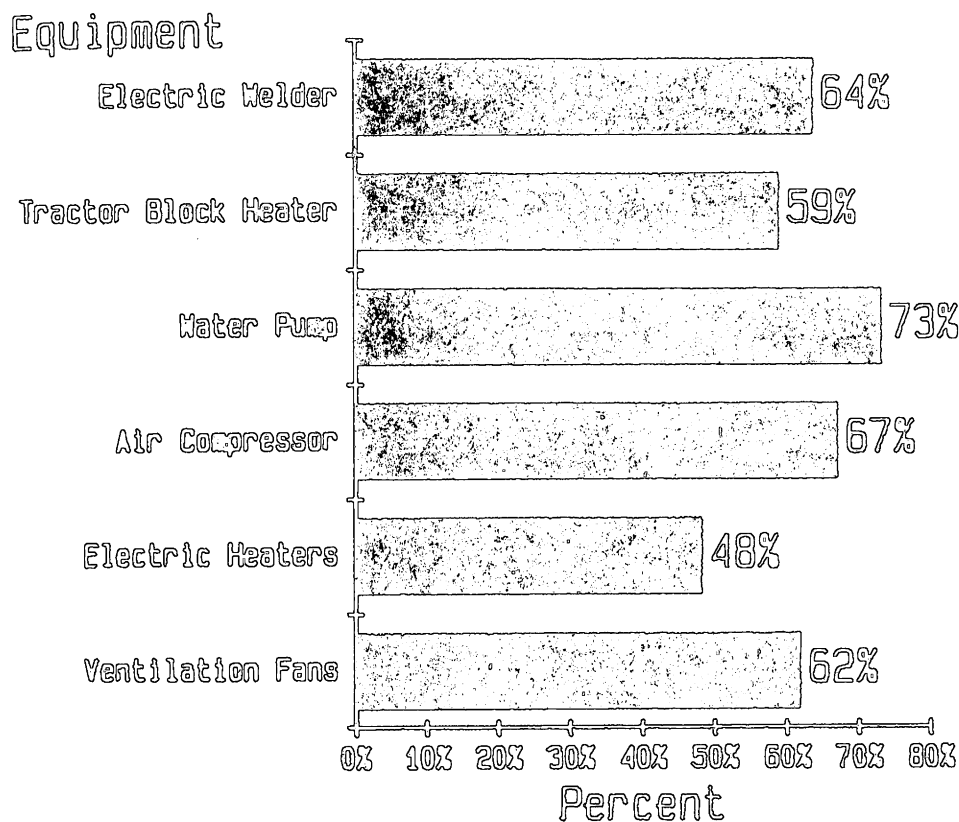 Equipment
Electric Welder 64%
Tractor Block Heater 59%
Water Pump 73%
Air Compressor 67%
Electric Heaters 48%
Ventilation Fans 62%
0% 10% 20% 30% 40% 50% 60% 70% 80%
Percent